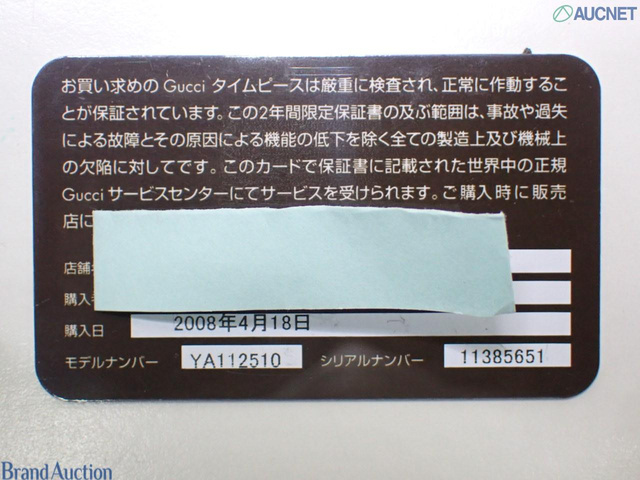 AUCNET
お買い求めの Gucci タイムピースは厳重に検査され、正常に作動するこ
とが保証されています。この2年間限定保証書の及ぶ範囲は、事故や過失
による故障とその原因による機能の低下を除く全ての製造上及び機械上
の欠陥に対してです。このカードで保証書に記載された世界中の正規
Gucci サービスセンターにてサービスを受けられます。ご購入時に販売
店に
店舗
購入
購入日 2008年4月18日
モデルナンバー YA112510 シリアルナンバー 11385651
Brand Auction